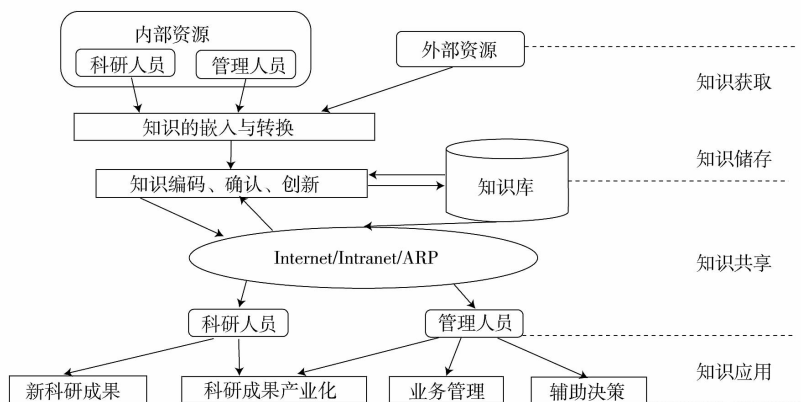 内部资源
科研人员
管理人员
外部资源
知识获取
知识的嵌入与转换
知识储存
知识编码、确认、创新
知识库
Internet/Intranet/ARP
知识共享
科研人员
管理人员
知识应用
新科研成果
科研成果产业化
业务管理
辅助决策